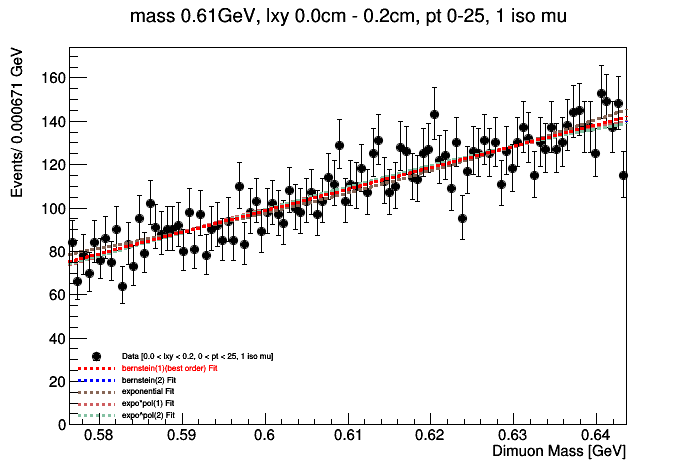 mass 0.61GeV, lxy 0.0cm - 0.2cm, pt 0-25, 1 iso mu
Events/ 0.000671 GeV
160
140
120
100
80
60
40
20
0
Data [0.0 < lxy < 0.2, 0 < pt < 25, 1 iso mu]
bernstein(1)(best order) Fit
bernstein(2) Fit
exponential Fit
expo*pol(1) Fit
expo*pol(2) Fit
0.58 0.59 0.6 0.61 0.62 0.63 0.64
Dimuon Mass [GeV]